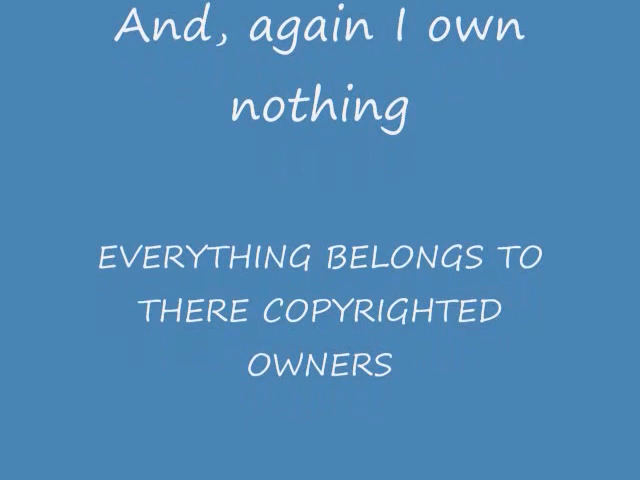 And, again I own
nothing
EVERYTHING BELONGS TO
THERE COPYRIGHTED
OWNERS